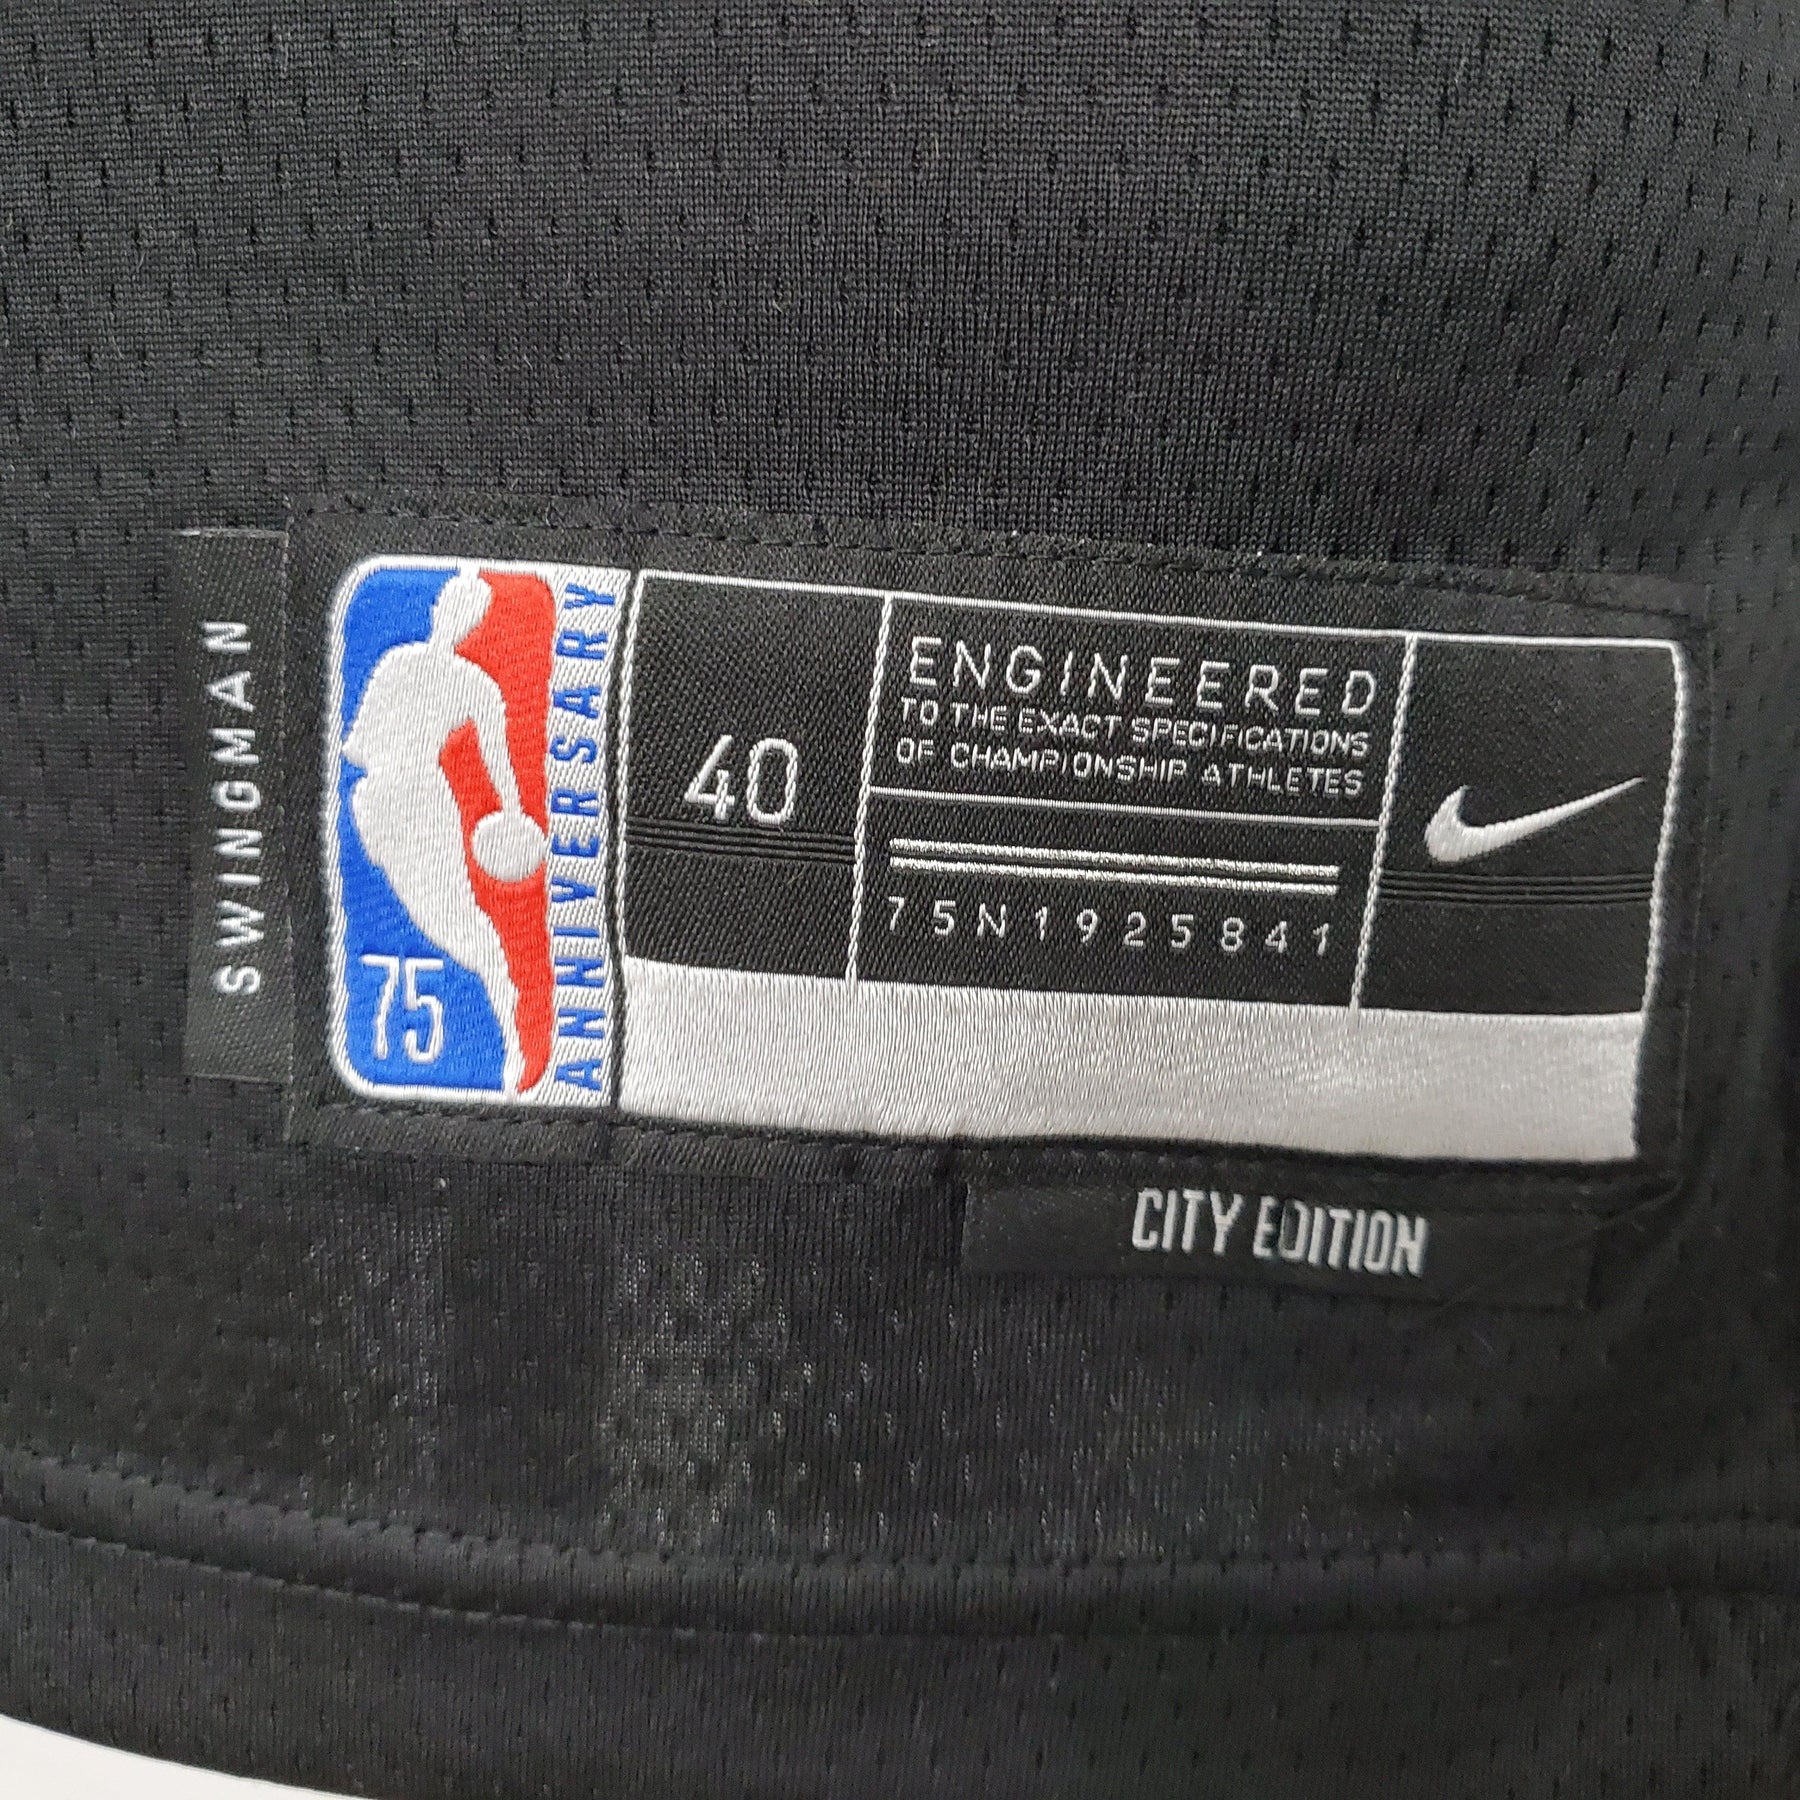 SWINGMAN
75
ANNIVERSARY
40
ENGINEERED
TO THE EXACT SPECIFICATIONS
OF CHAMPIONSHIP ATHLETES
75N1925841
CITY EDITION